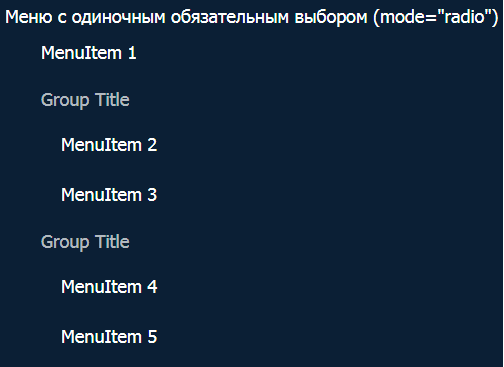 Меню с одиночным обязательным выбором (mode="radio")
MenuItem 1
Group Title
MenuItem 2
MenuItem 3
Group Title
MenuItem 4
MenuItem 5